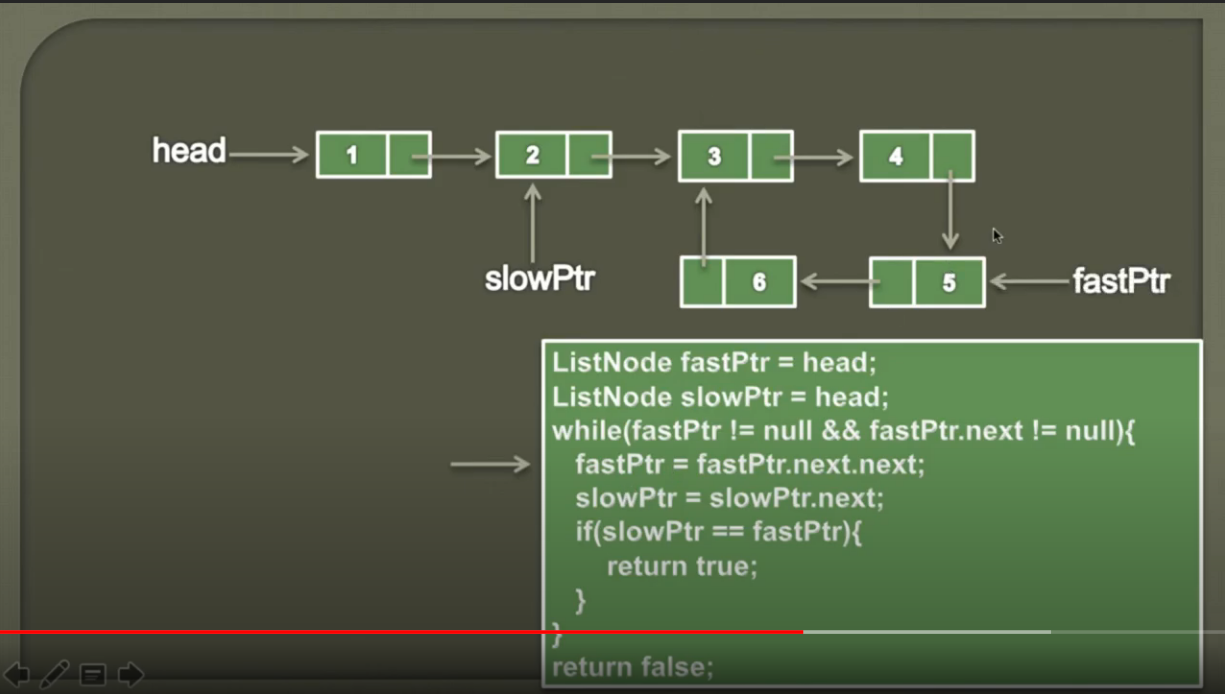 head 1 2 3 4
slowPtr 6 5 fastPtr
ListNode fastPtr = head;
ListNode slowPtr = head;
while(fastPtr != null && fastPtr.next != null){
fastPtr = fastPtr.next.next;
slowPtr = slowPtr.next;
if(slowPtr == fastPtr){
return true;
}
}
return false;